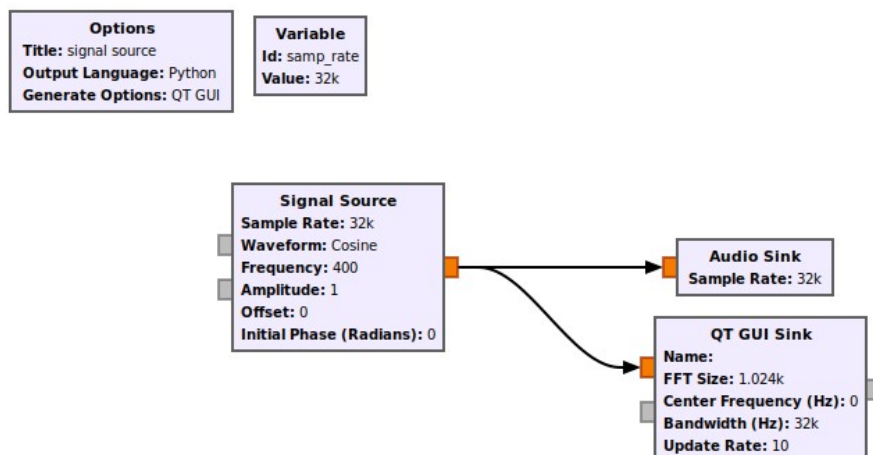 Options
Title: signal source
Output Language: Python
Generate Options: QT GUI
Variable
Id: samp_rate
Value: 32k
Signal Source
Sample Rate: 32k
Waveform: Cosine
Frequency: 400
Amplitude: 1
Offset: 0
Initial Phase (Radians): 0
Audio Sink
Sample Rate: 32k
QT GUI Sink
Name:
FFT Size: 1.024k
Center Frequency (Hz): 0
Bandwidth (Hz): 32k
Update Rate: 10